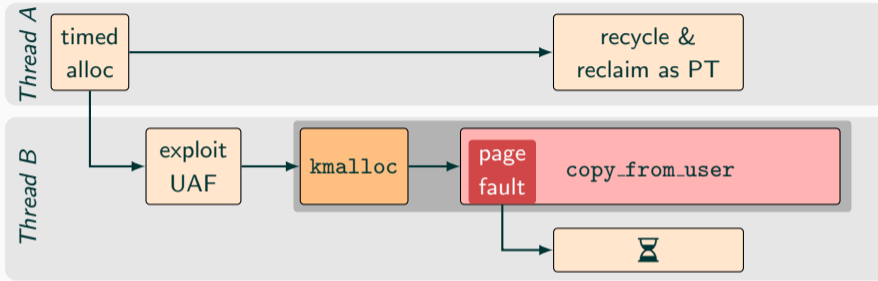 Thread A
timed
alloc
recycle &
reclaim as PT
Thread B
exploit
UAF
kmalloc
page
fault
copy_from_user